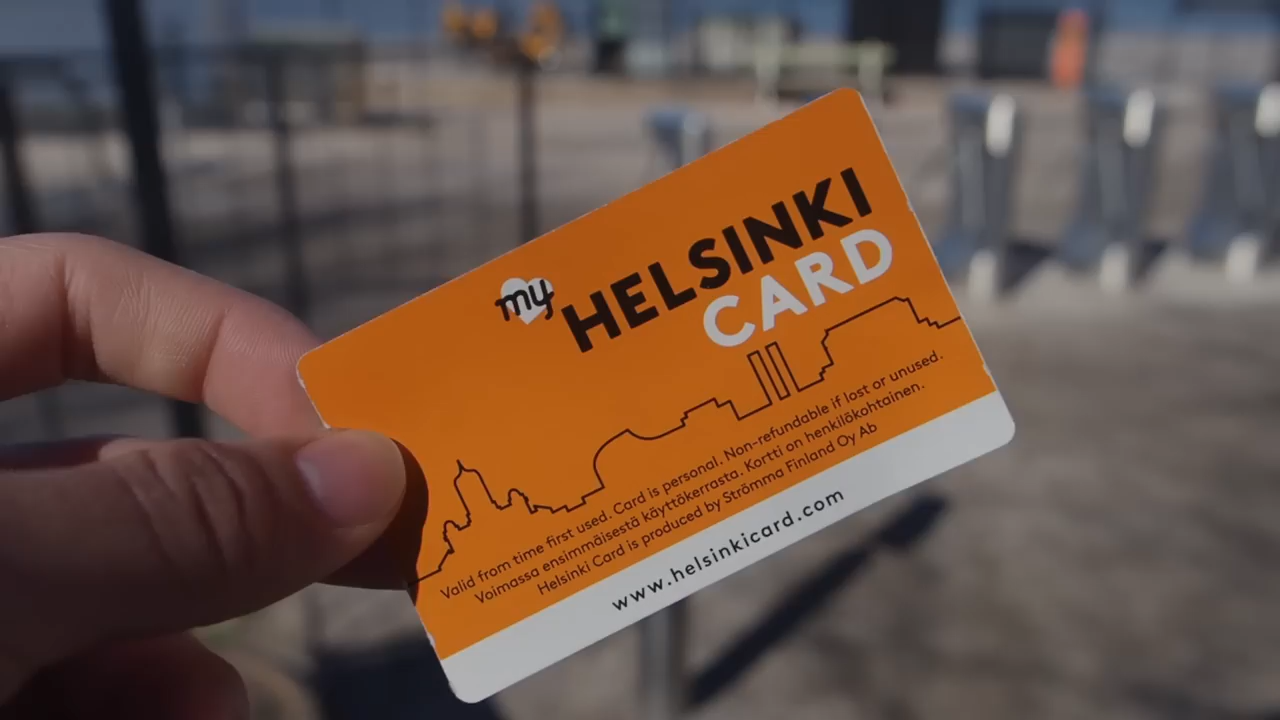 my HELSINKI
CARD
Valid from time first used. Card is personal. Non-refundable if lost or unused.
Voimassa ensimmäisestä käyttökerrasta. Kortti on henkilökohtainen.
Helsinki Card is produced by Strömma Finland Oy Ab
www.helsinkicard.com